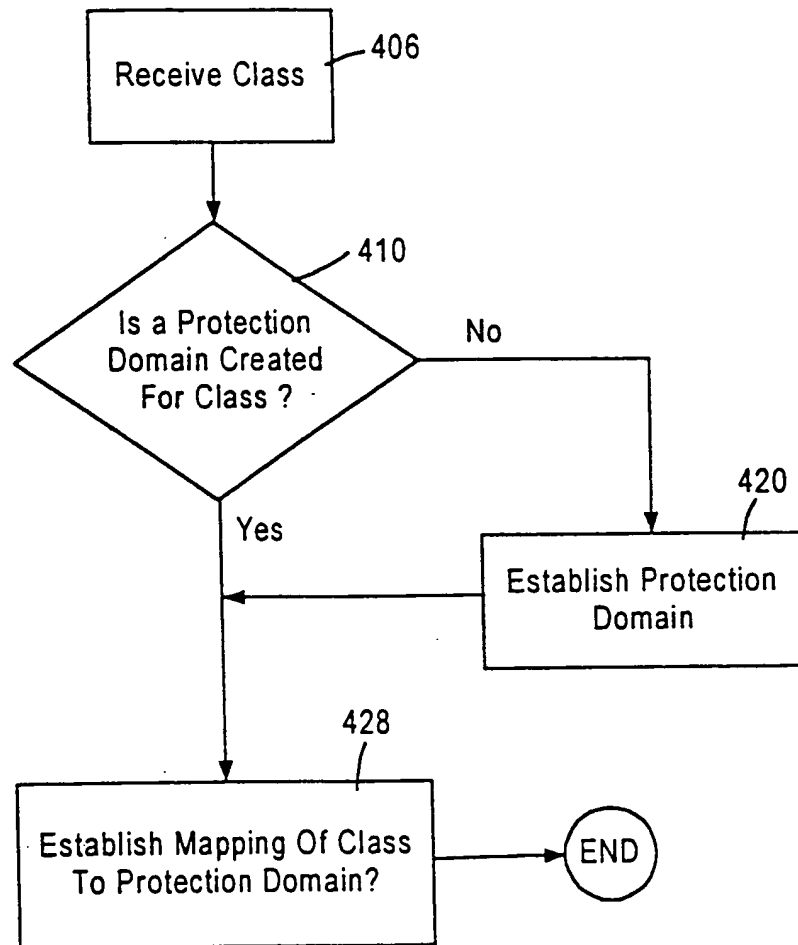 406
Receive Class
410
Is a Protection
Domain Created
For Class ?
No
Yes
420
Establish Protection
Domain
428
Establish Mapping Of Class
To Protection Domain?
END